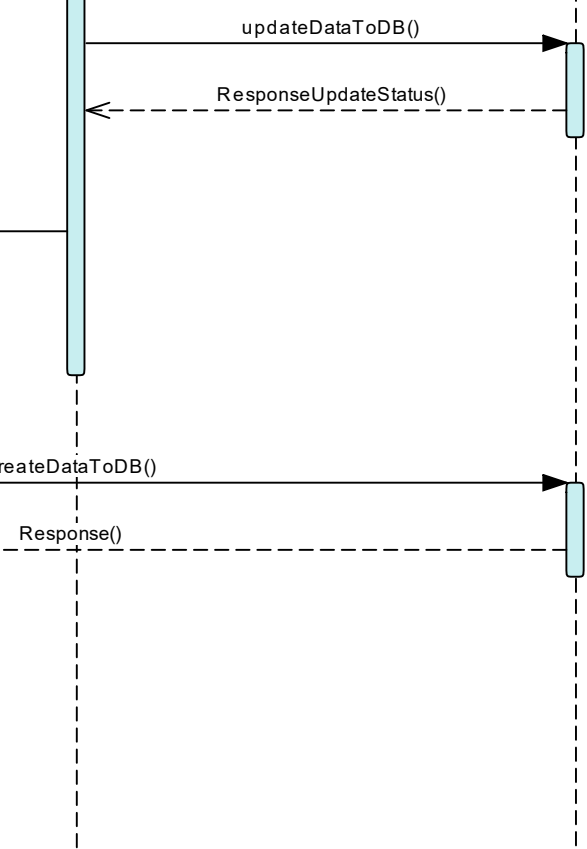 updateDataToDB()
ResponseUpdateStatus()
reateDataToDB()
Response()